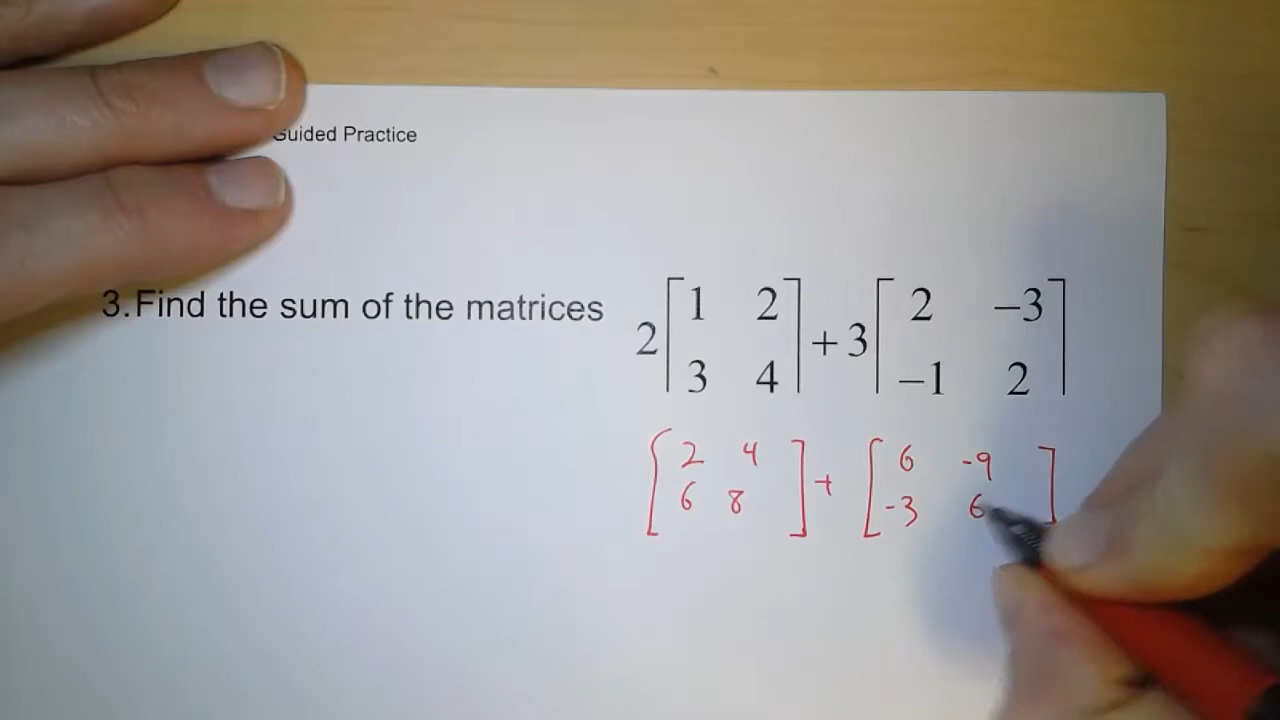 Guided Practice
3. Find the sum of the matrices 2 [1 2 3 4] + 3 [2 −3 −1 2]
[2 4 6 8] + [6 -9 -3 6]